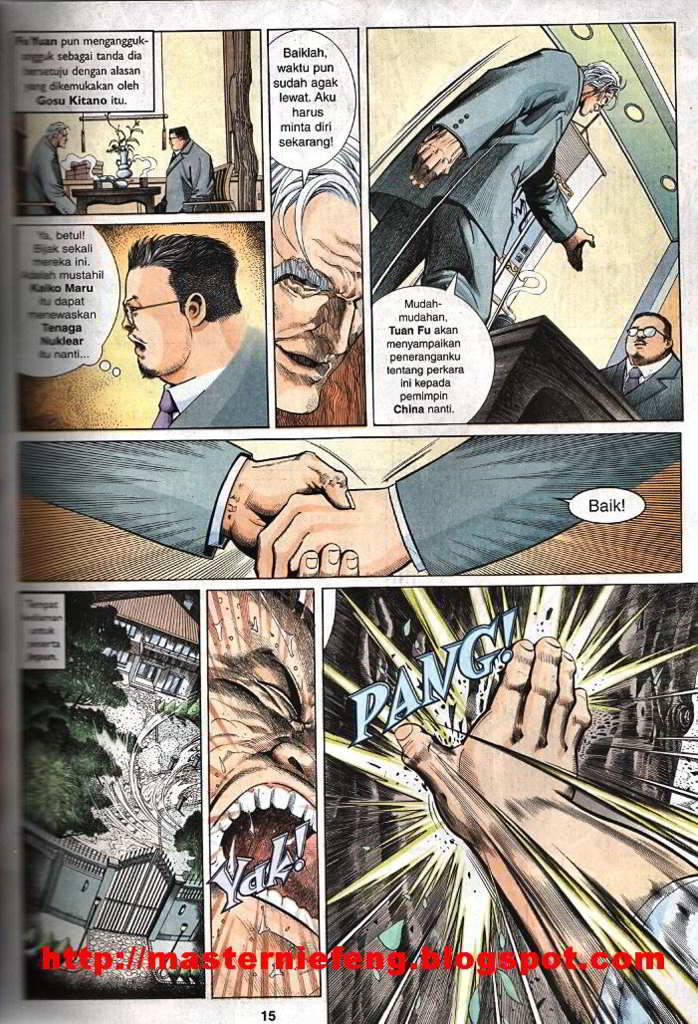 Fu Yuan pun mengangguk-
angguk sebagai tanda dia
bersetuju dengan alasan
yang dikemukakan oleh
Gosu Kitano itu.
Baiklah,
waktu pun
sudah agak
lewat. Aku
harus
minta diri
sekarang!
Ya, betul!
Bijak sekali
mereka ini.
Adalah mustahil
Kaiko Maru
itu dapat
menewaskan
Tenaga
Nuklear
itu nanti...
Mudah-
mudahan,
Tuan Fu akan
menyampaikan
peneranganku
tentang perkara
ini kepada
pemimpin
China nanti.
Baik!
Tempat
kediaman
untuk
peserta
Jepun.
Yak!
PANG!
http://masterniefeng.blogspot.com
15